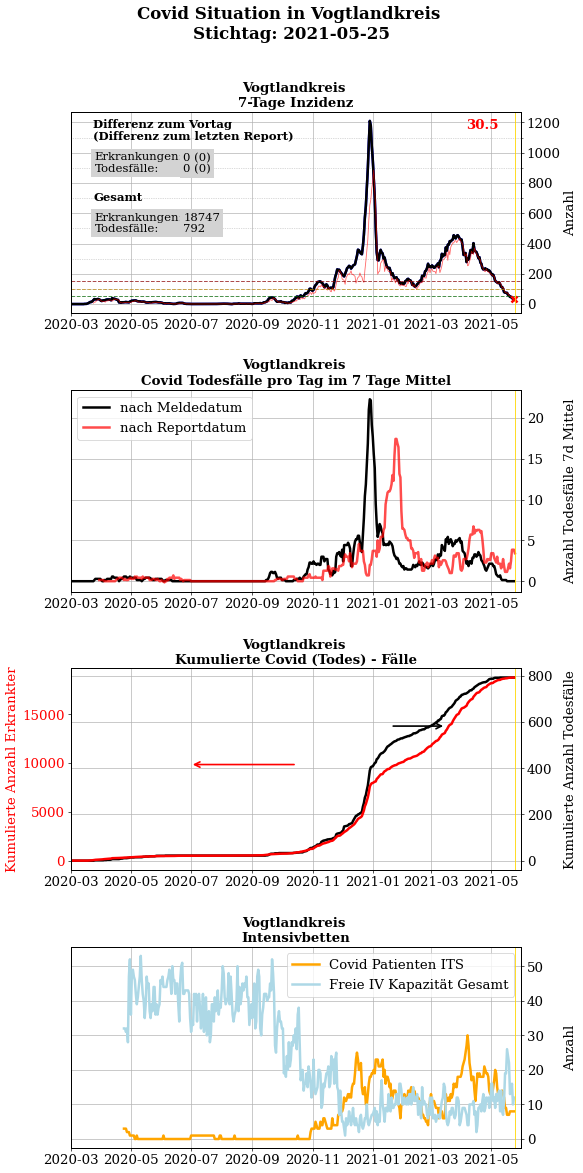 Covid Situation in Vogtlandkreis
Stichtag: 2021-05-25
Vogtlandkreis
7-Tage Inzidenz
Differenz zum Vortag
(Differenz zum letzten Report)
Erkrankungen 0 (0)
Todesfälle: 0 (0)
Gesamt
Erkrankungen 18747
Todesfälle: 792
30.5
1200
1000
800
600
400
200
0
Anzahl
2020-03 2020-05 2020-07 2020-09 2020-11 2021-01 2021-03 2021-05
Vogtlandkreis
Covid Todesfälle pro Tag im 7 Tage Mittel
nach Meldedatum
nach Reportdatum
20
15
10
5
0
Anzahl Todesfälle 7d Mittel
2020-03 2020-05 2020-07 2020-09 2020-11 2021-01 2021-03 2021-05
Vogtlandkreis
Kumulierte Covid (Todes) - Fälle
Kumulierte Anzahl Erkrankter
15000
10000
5000
0
800
600
400
200
0
Kumulierte Anzahl Todesfälle
2020-03 2020-05 2020-07 2020-09 2020-11 2021-01 2021-03 2021-05
Vogtlandkreis
Intensivbetten
Covid Patienten ITS
Freie IV Kapazität Gesamt
50
40
30
20
10
0
Anzahl
2020-03 2020-05 2020-07 2020-09 2020-11 2021-01 2021-03 2021-05